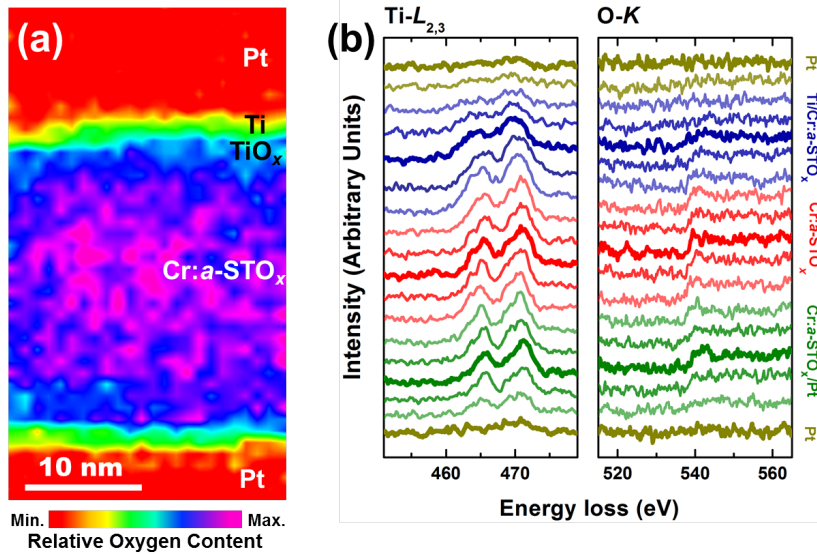 (a)
Pt
Ti
TiOx
Cr:a-STOx
10 nm
Pt
Min. Max.
Relative Oxygen Content
(b)
Ti-L2,3 O-K
Intensity (Arbitrary Units)
Pt
Ti/Cr:a-STOx
Cr:a-STOx
Cr:a-STOx/Pt
Pt
460 470 520 540 560
Energy loss (eV)